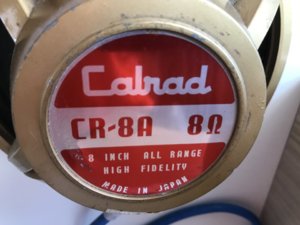 Calrad
CR-8A 8Ω
8 INCH ALL RANGE
HIGH FIDELITY
MADE IN JAPAN